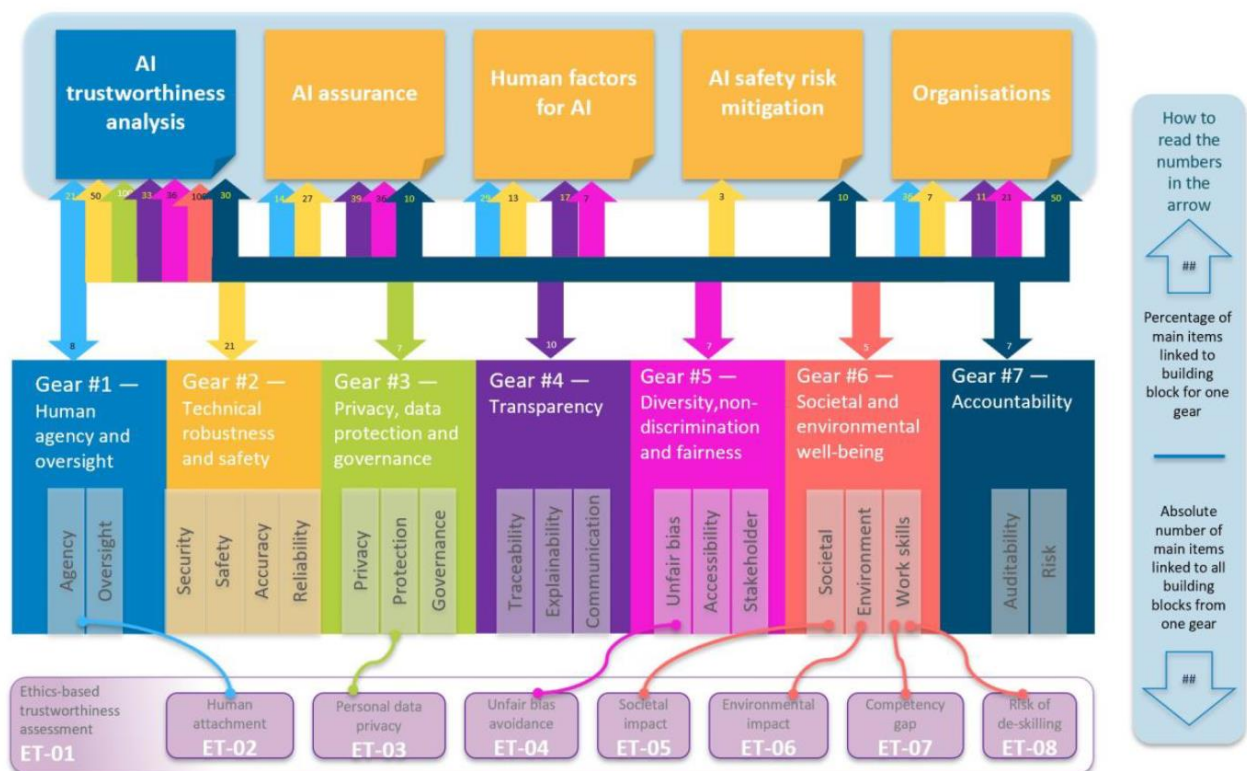 AI
trustworthiness
analysis
AI assurance
Human factors
for AI
AI safety risk
mitigation
Organisations
21
50
100
33
36
100
30
14
27
39
36
10
29
13
17
7
3
10
36
7
11
21
50
8
21
7
10
7
5
7
Gear #1 —
Human
agency and
oversight
Agency
Oversight
Gear #2 —
Technical
robustness
and safety
Security
Safety
Accuracy
Reliability
Gear #3 —
Privacy, data
protection and
governance
Privacy
Protection
Governance
Gear #4 —
Transparency
Traceability
Explainability
Communication
Gear #5 —
Diversity,non-
discrimination
and fairness
Unfair bias
Accessibility
Stakeholder
Gear #6 —
Societal and
environmental
well-being
Societal
Environment
Work skills
Gear #7 —
Accountability
Auditability
Risk
Ethics-based
trustworthiness
assessment
ET-01
Human
attachment
ET-02
Personal data
privacy
ET-03
Unfair bias
avoidance
ET-04
Societal
impact
ET-05
Environmental
impact
ET-06
Competency
gap
ET-07
Risk of
de-skilling
ET-08
How to
read the
numbers
in the
arrow
##
Percentage of
main items
linked to
building
block for one
gear
Absolute
number of
main items
linked to all
building
blocks from
one gear
##